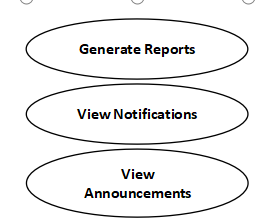 Generate Reports
View Notifications
View
Announcements